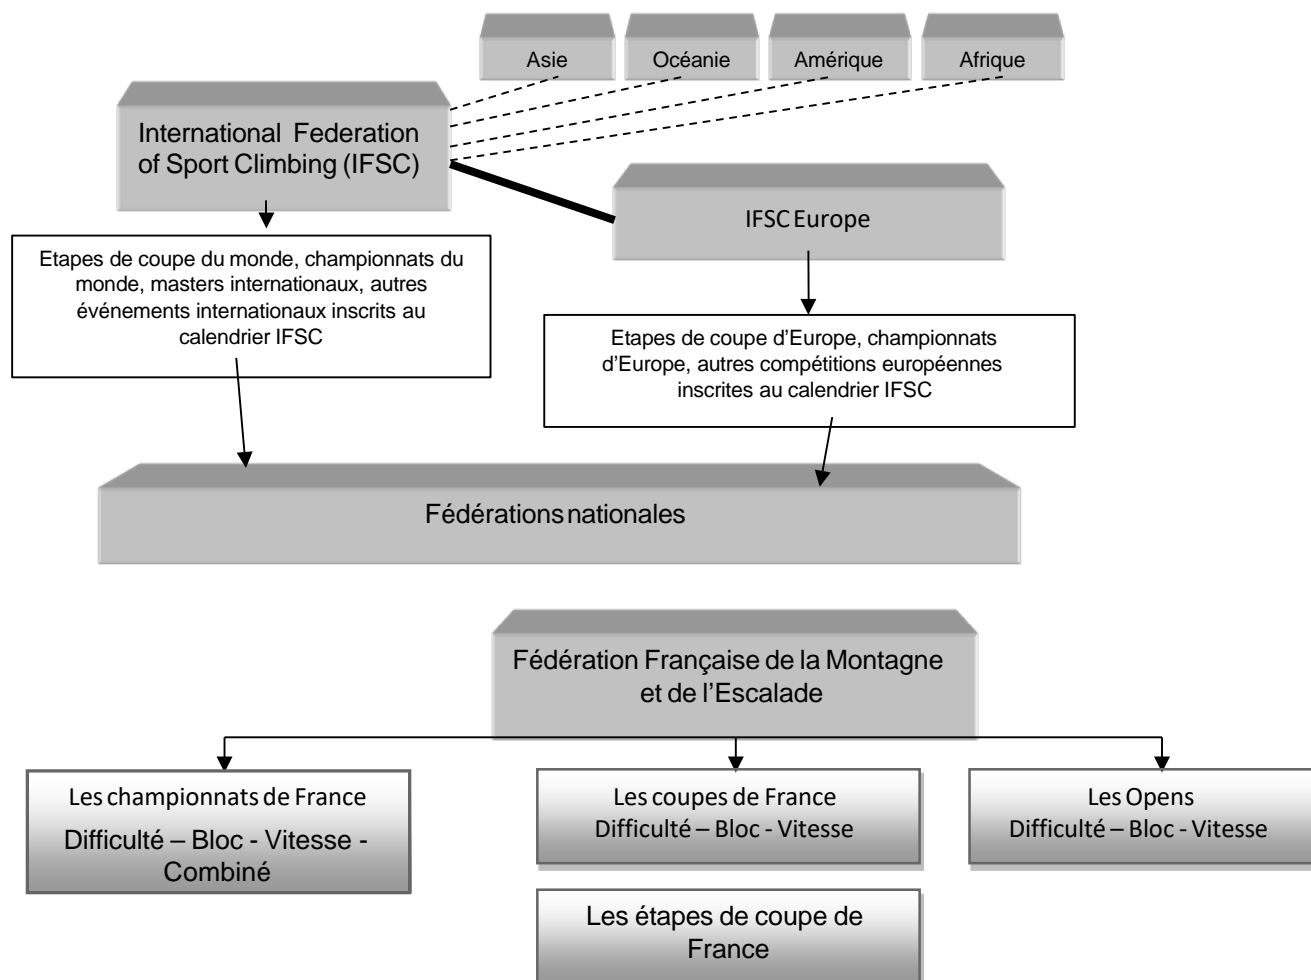 Asie
Océanie
Amérique
Afrique
International Federation
of Sport Climbing (IFSC)
IFSC Europe
Etapes de coupe du monde, championnats du
monde, masters internationaux, autres
événements internationaux inscrits au
calendrier IFSC
Etapes de coupe d’Europe, championnats
d’Europe, autres compétitions européennes
inscrites au calendrier IFSC
Fédérations nationales
Fédération Française de la Montagne
et de l’Escalade
Les championnats de France
Difficulté – Bloc - Vitesse -
Combiné
Les coupes de France
Difficulté – Bloc - Vitesse
Les Opens
Difficulté – Bloc - Vitesse
Les étapes de coupe de
France